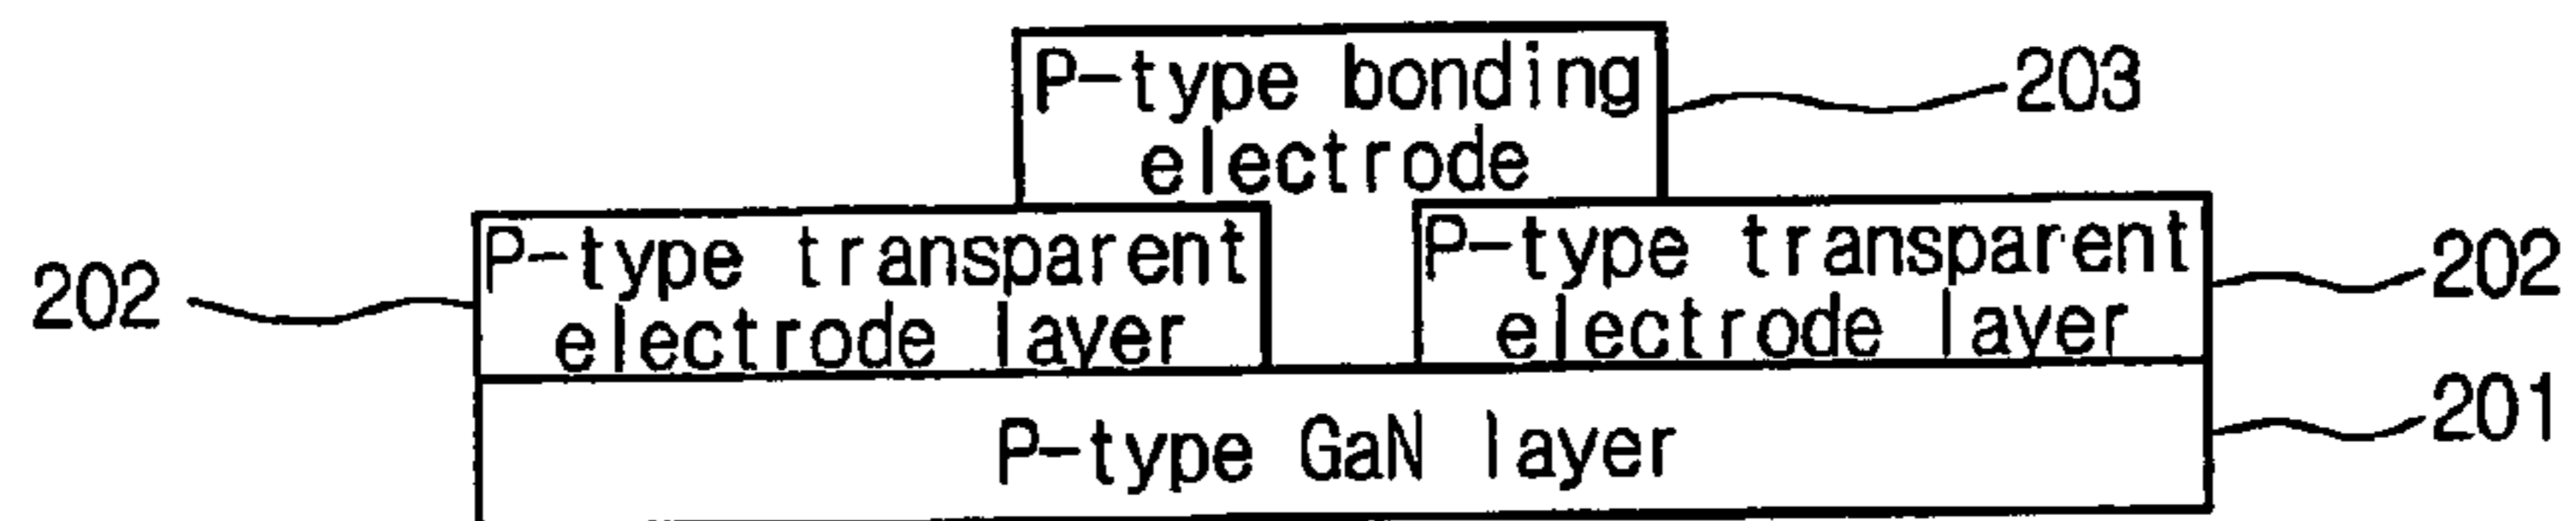 P-type bonding
electrode
203
202
P-type transparent
electrode layer
P-type transparent
electrode layer
202
P-type GaN layer
201